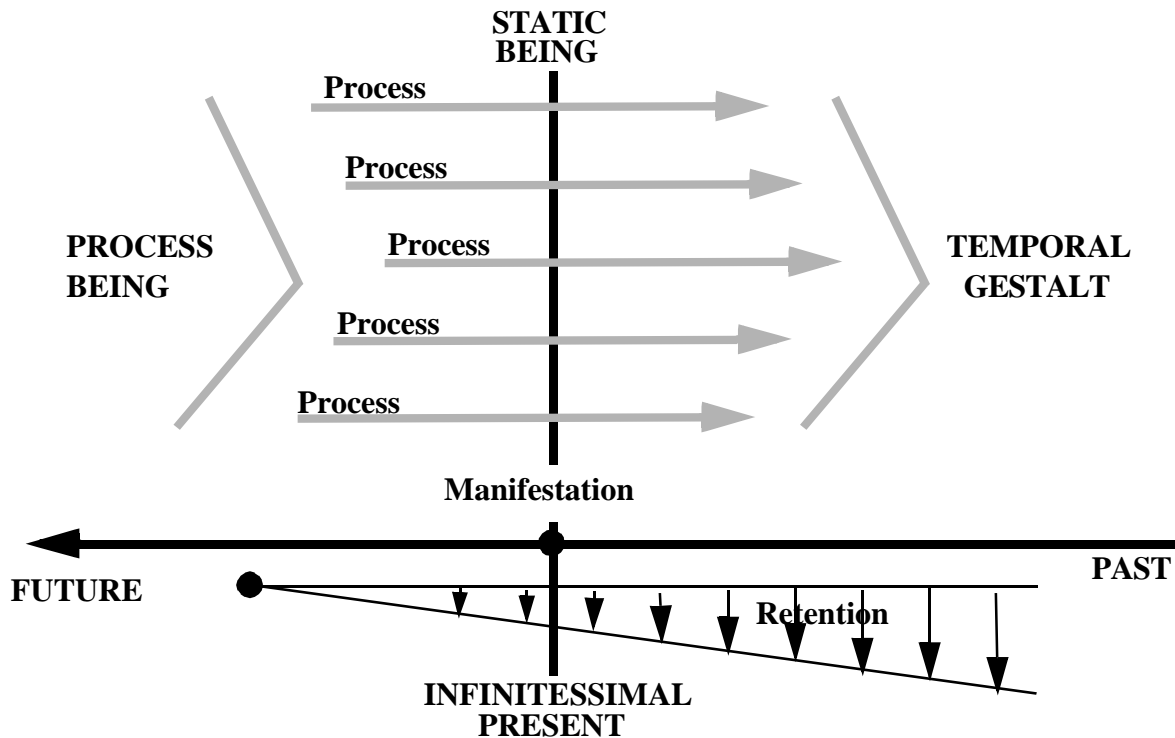 STATIC
BEING
Process
Process
Process
Process
Process
PROCESS
BEING
TEMPORAL
GESTALT
Manifestation
FUTURE
PAST
Retention
INFINITESSIMAL
PRESENT